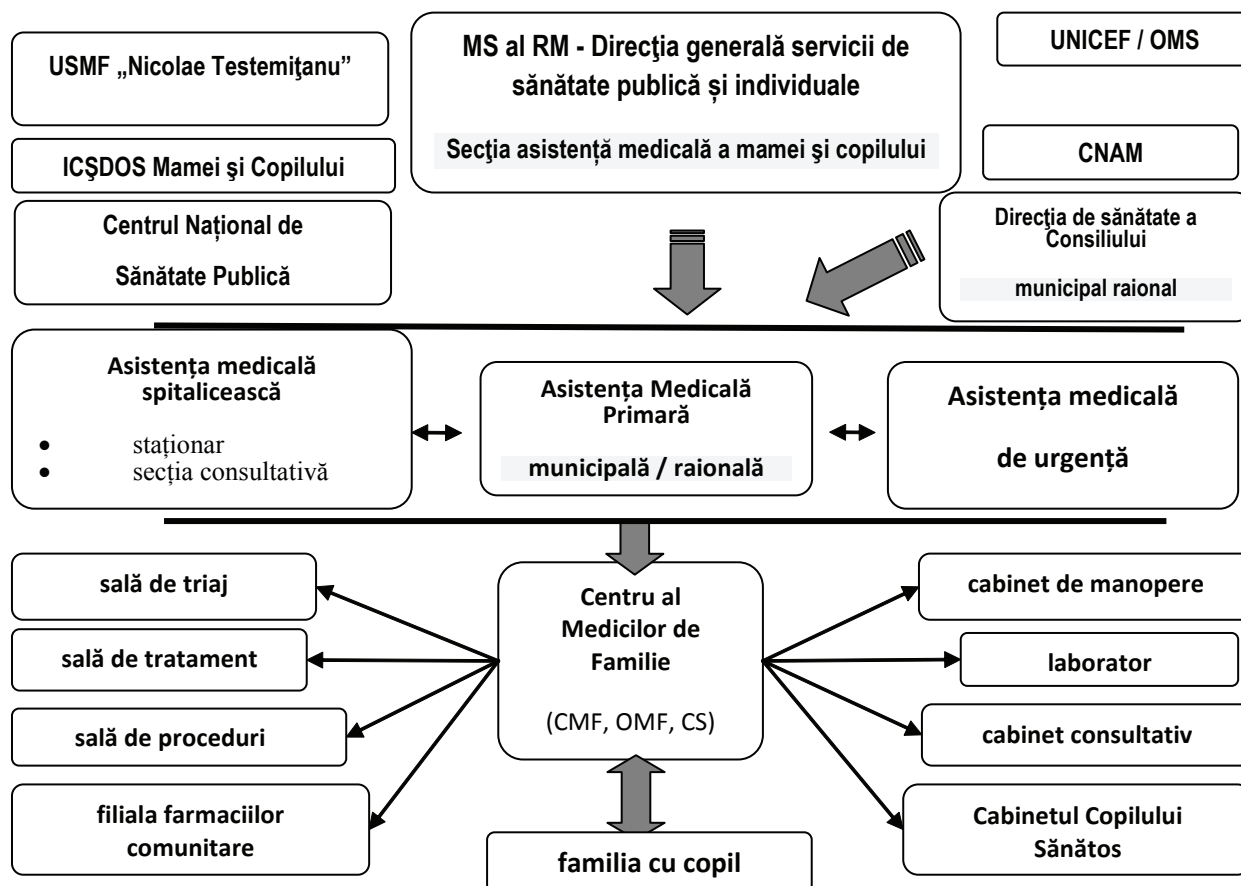 USMF „Nicolae Testemiţanu”
MS al RM - Direcţia generală servicii de
sănătate publică și individuale
Secţia asistență medicală a mamei şi copilului
UNICEF / OMS
ICŞDOS Mamei şi Copilului
CNAM
Centrul Național de
Sănătate Publică
Direcţia de sănătate a
Consiliului
municipal raional
Asistența medicală
spitalicească
• staționar
• secția consultativă
Asistența Medicală
Primară
municipală / raională
Asistența medicală
de urgență
sală de triaj
sală de tratament
sală de proceduri
filiala farmaciilor
comunitare
Centru al
Medicilor de
Familie
(CMF, OMF, CS)
cabinet de manopere
laborator
cabinet consultativ
Cabinetul Copilului
Sănătos
familia cu copil